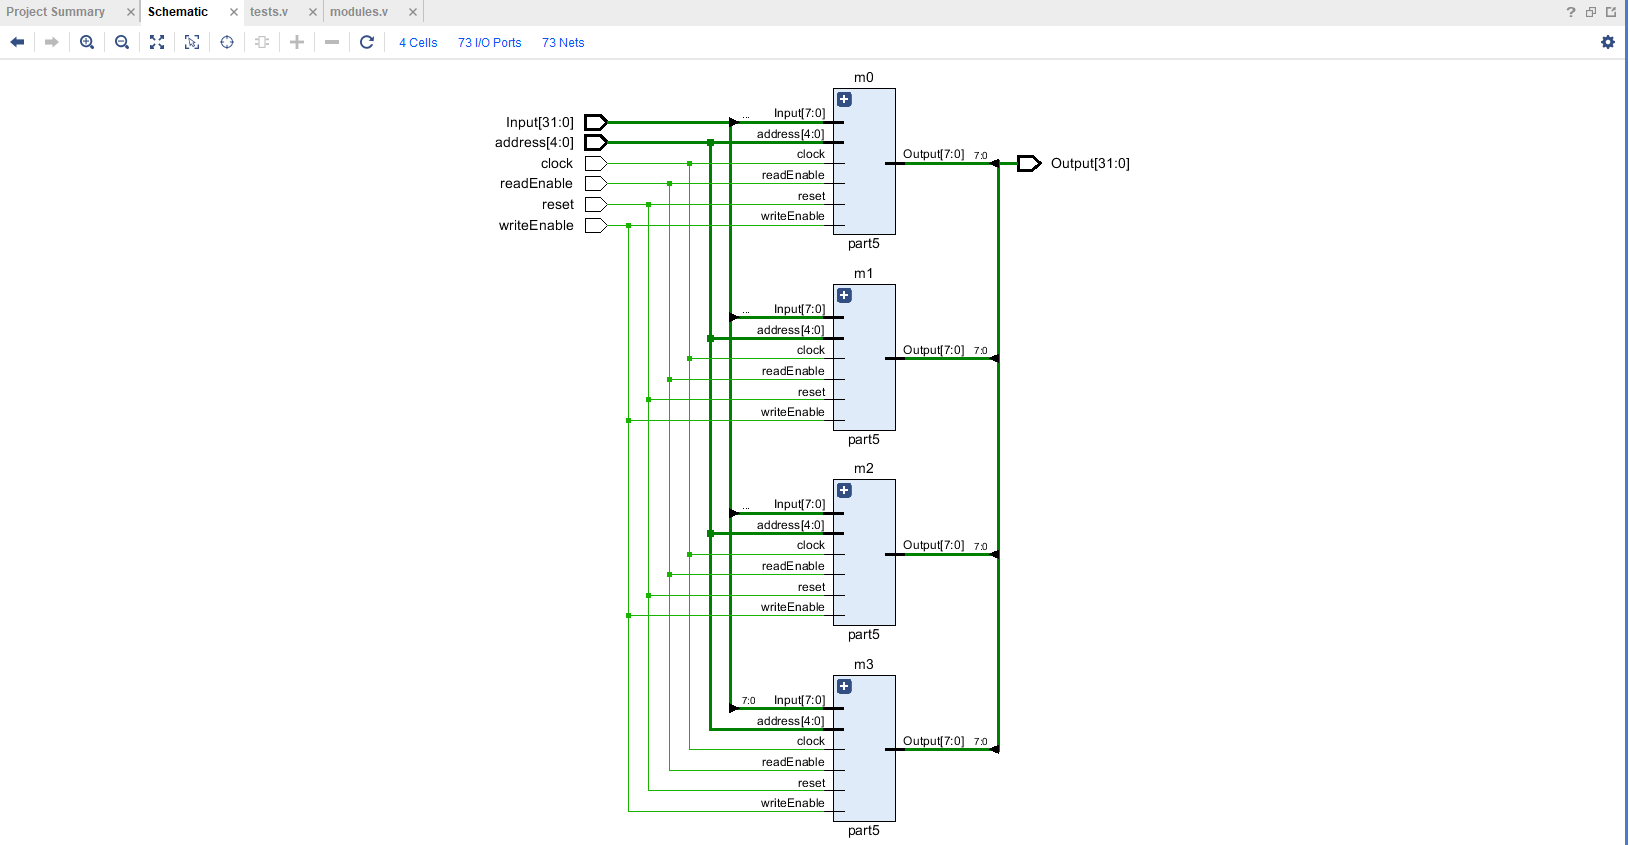 Project Summary × Schematic × tests.v × modules.v × ?
4 Cells 73 I/O Ports 73 Nets
m0
Input[31:0] ... Input[7:0]
address[4:0] address[4:0]
clock clock Output[7:0] 7:0 Output[31:0]
readEnable readEnable
reset reset
writeEnable writeEnable
part5
m1
... Input[7:0]
address[4:0]
clock Output[7:0] 7:0
readEnable
reset
writeEnable
part5
m2
... Input[7:0]
address[4:0]
clock Output[7:0] 7:0
readEnable
reset
writeEnable
part5
m3
7:0 Input[7:0]
address[4:0]
clock Output[7:0] 7:0
readEnable
reset
writeEnable
part5